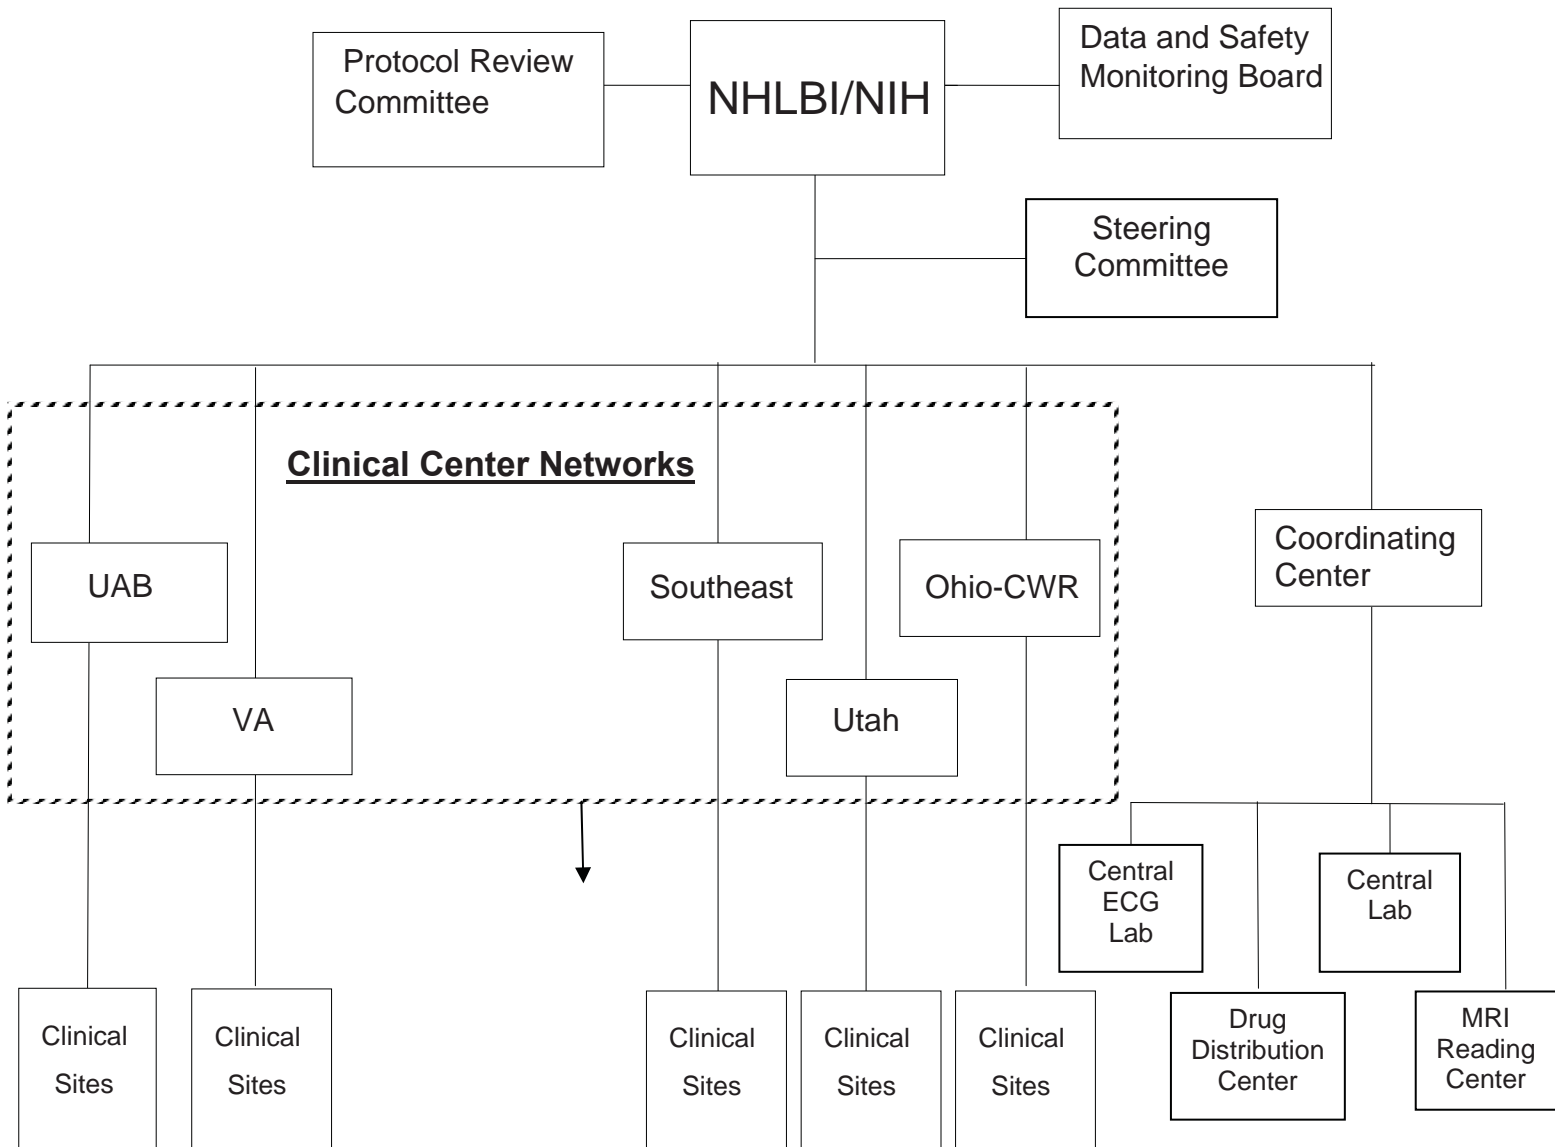 Protocol Review
Committee
NHLBI/NIH
Data and Safety
Monitoring Board
Steering
Committee
Clinical Center Networks
UAB
VA
Southeast
Utah
Ohio-CWR
Coordinating
Center
Central
ECG
Lab
Central
Lab
Drug
Distribution
Center
MRI
Reading
Center
Clinical
Sites
Clinical
Sites
Clinical
Sites
Clinical
Sites
Clinical
Sites